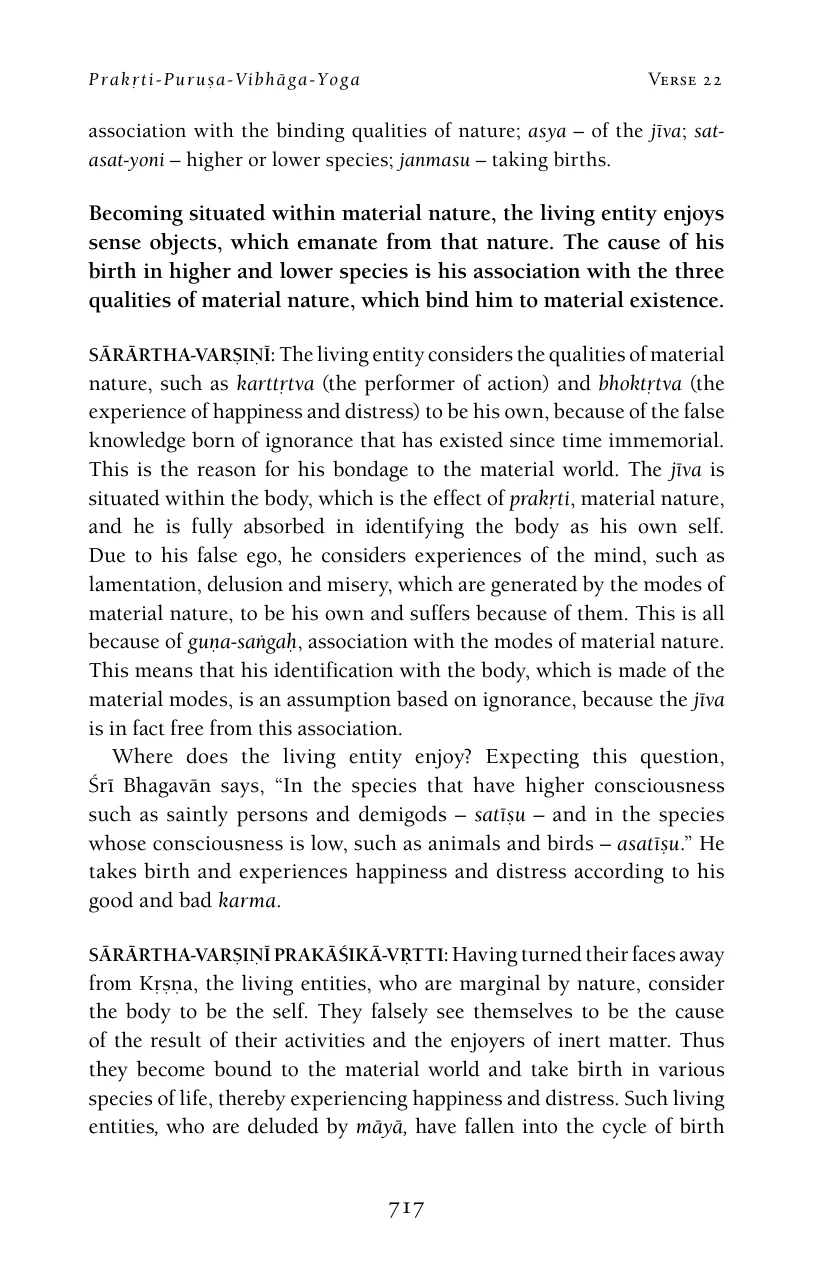 Prakṛti-Puruṣa-Vibhāga-Yoga Verse 22
association with the binding qualities of nature; asya – of the jīva; sat-
asat-yoni – higher or lower species; janmasu – taking births.
Becoming situated within material nature, the living entity enjoys
sense objects, which emanate from that nature. The cause of his
birth in higher and lower species is his association with the three
qualities of material nature, which bind him to material existence.
SĀRĀRTHA-VARṢIṆĪ: The living entity considers the qualities of material
nature, such as karttṛtva (the performer of action) and bhoktṛtva (the
experience of happiness and distress) to be his own, because of the false
knowledge born of ignorance that has existed since time immemorial.
This is the reason for his bondage to the material world. The jīva is
situated within the body, which is the effect of prakṛti, material nature,
and he is fully absorbed in identifying the body as his own self.
Due to his false ego, he considers experiences of the mind, such as
lamentation, delusion and misery, which are generated by the modes of
material nature, to be his own and suffers because of them. This is all
because of guṇa-saṅgaḥ, association with the modes of material nature.
This means that his identification with the body, which is made of the
material modes, is an assumption based on ignorance, because the jīva
is in fact free from this association.
Where does the living entity enjoy? Expecting this question,
Śrī Bhagavān says, “In the species that have higher consciousness
such as saintly persons and demigods – satīṣu – and in the species
whose consciousness is low, such as animals and birds – asatīṣu.” He
takes birth and experiences happiness and distress according to his
good and bad karma.
SĀRĀRTHA-VARṢIṆĪ PRAKĀŚIKĀ-VṚTTI: Having turned their faces away
from Kṛṣṇa, the living entities, who are marginal by nature, consider
the body to be the self. They falsely see themselves to be the cause
of the result of their activities and the enjoyers of inert matter. Thus
they become bound to the material world and take birth in various
species of life, thereby experiencing happiness and distress. Such living
entities, who are deluded by māyā, have fallen into the cycle of birth
717